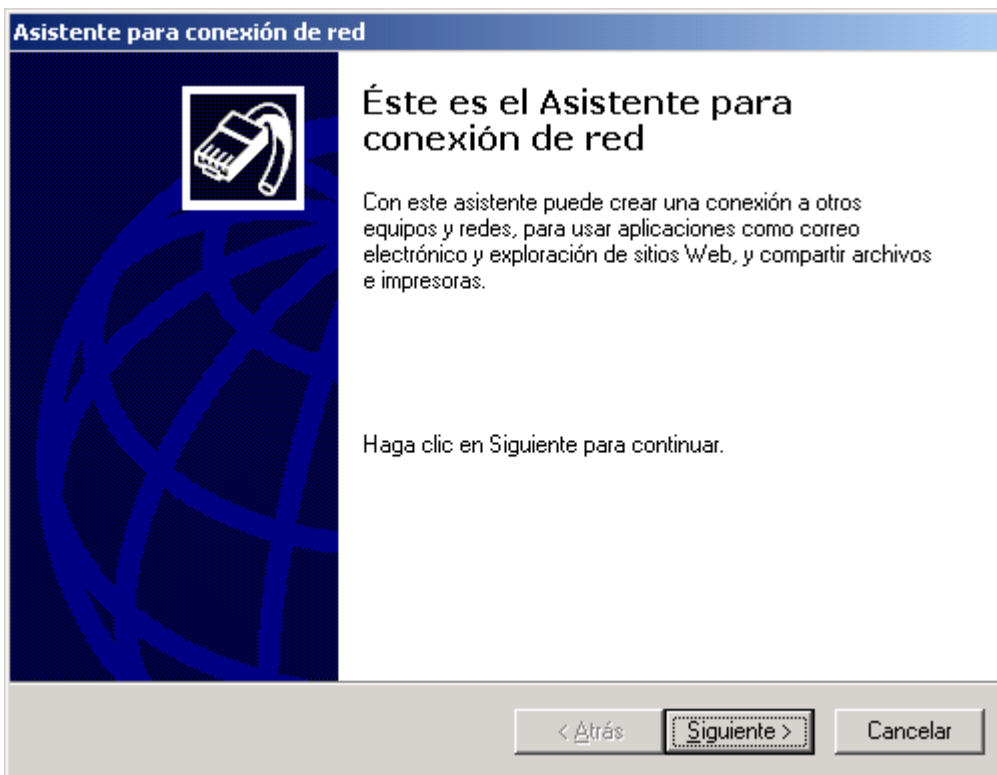 Asistente para conexión de red
Éste es el Asistente para
conexión de red
Con este asistente puede crear una conexión a otros
equipos y redes, para usar aplicaciones como correo
electrónico y exploración de sitios Web, y compartir archivos
e impresoras.
Haga clic en Siguiente para continuar.
< Atrás
Siguiente >
Cancelar